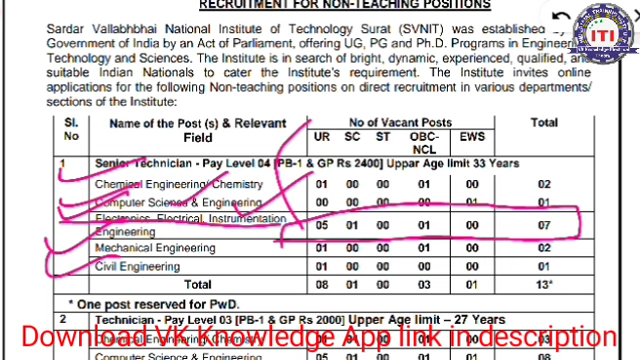 RECRUITMENT FOR NON-TEACHING POSITIONS
Sardar Vallabhbhai National Institute of Technology Surat (SVNIT) was established by
Government of India by an Act of Parliament, offering UG, PG and Ph.D. Programs in Engineering
Technology and Sciences. The Institute is in search of bright, dynamic, experienced, qualified, and
suitable Indian Nationals to cater the Institute's requirement. The Institute invites online
applications for the following Non-teaching positions on direct recruitment in various departments/
sections of the Institute:
ITI
Sl. No Name of the Post (s) & Relevant Field No of Vacant Posts Total
UR SC ST OBC-NCL EWS
1 Senior Technician - Pay Level 04 [PB-1 & GP Rs 2400] Uppar Age limit 33 Years
Chemical Engineering/ Chemistry 01 00 00 01 00 02
Computer Science & Engineering 00 00 00 00 01 01
Electronics, Electrical, Instrumentation Engineering 05 01 00 01 00 07
Mechanical Engineering 01 00 00 01 00 02
Civil Engineering 01 00 00 00 00 01
Total 08 01 00 03 01 13*
* One post reserved for PwD.
2 Technician - Pay Level 03 [PB-1 & GP Rs 2000] Upper Age limit - 27 Years
Download VK Knowledge App link in description
Computer Science & Engineering 05 01 00 01 01 08